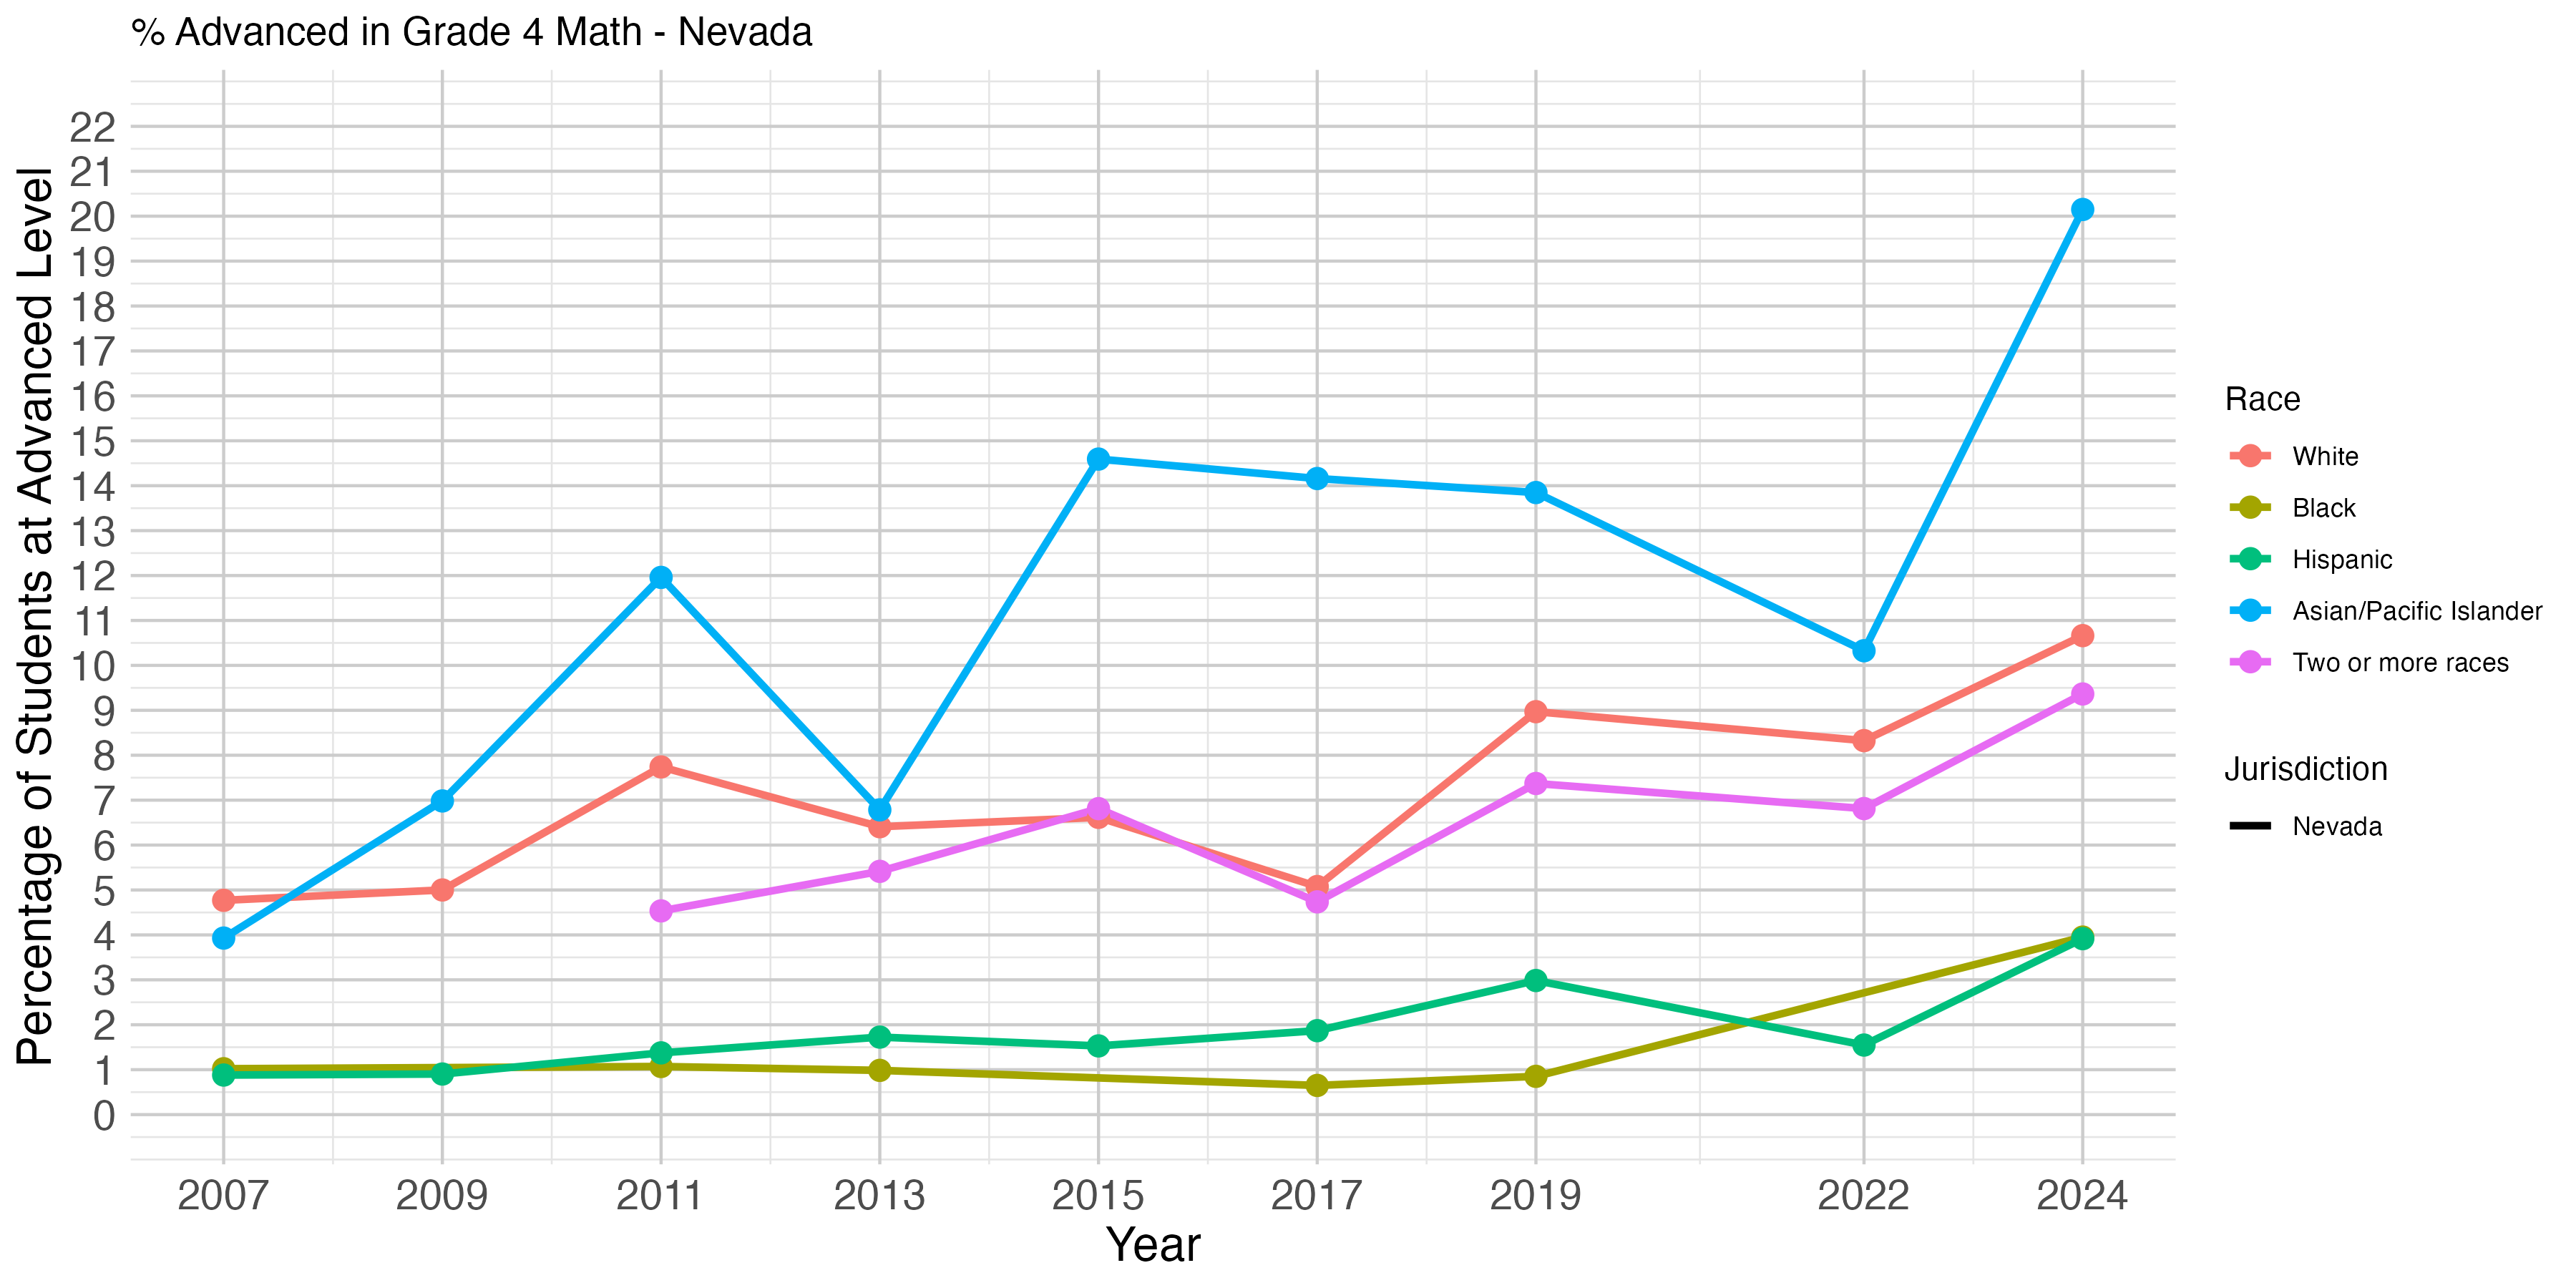 % Advanced in Grade 4 Math - Nevada
Percentage of Students at Advanced Level
22
21
20
19
18
17
16
15
14
13
12
11
10
9
8
7
6
5
4
3
2
1
0
2007 2009 2011 2013 2015 2017 2019 2022 2024
Year
Race
White
Black
Hispanic
Asian/Pacific Islander
Two or more races
Jurisdiction
Nevada